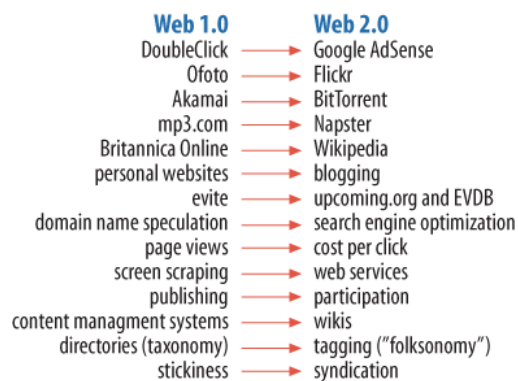 Web 1.0 Web 2.0
DoubleClick Google AdSense
Ofoto Flickr
Akamai BitTorrent
mp3.com Napster
Britannica Online Wikipedia
personal websites blogging
evite upcoming.org and EVDB
domain name speculation search engine optimization
page views cost per click
screen scraping web services
publishing participation
content managment systems wikis
directories (taxonomy) tagging ("folksonomy")
stickiness syndication